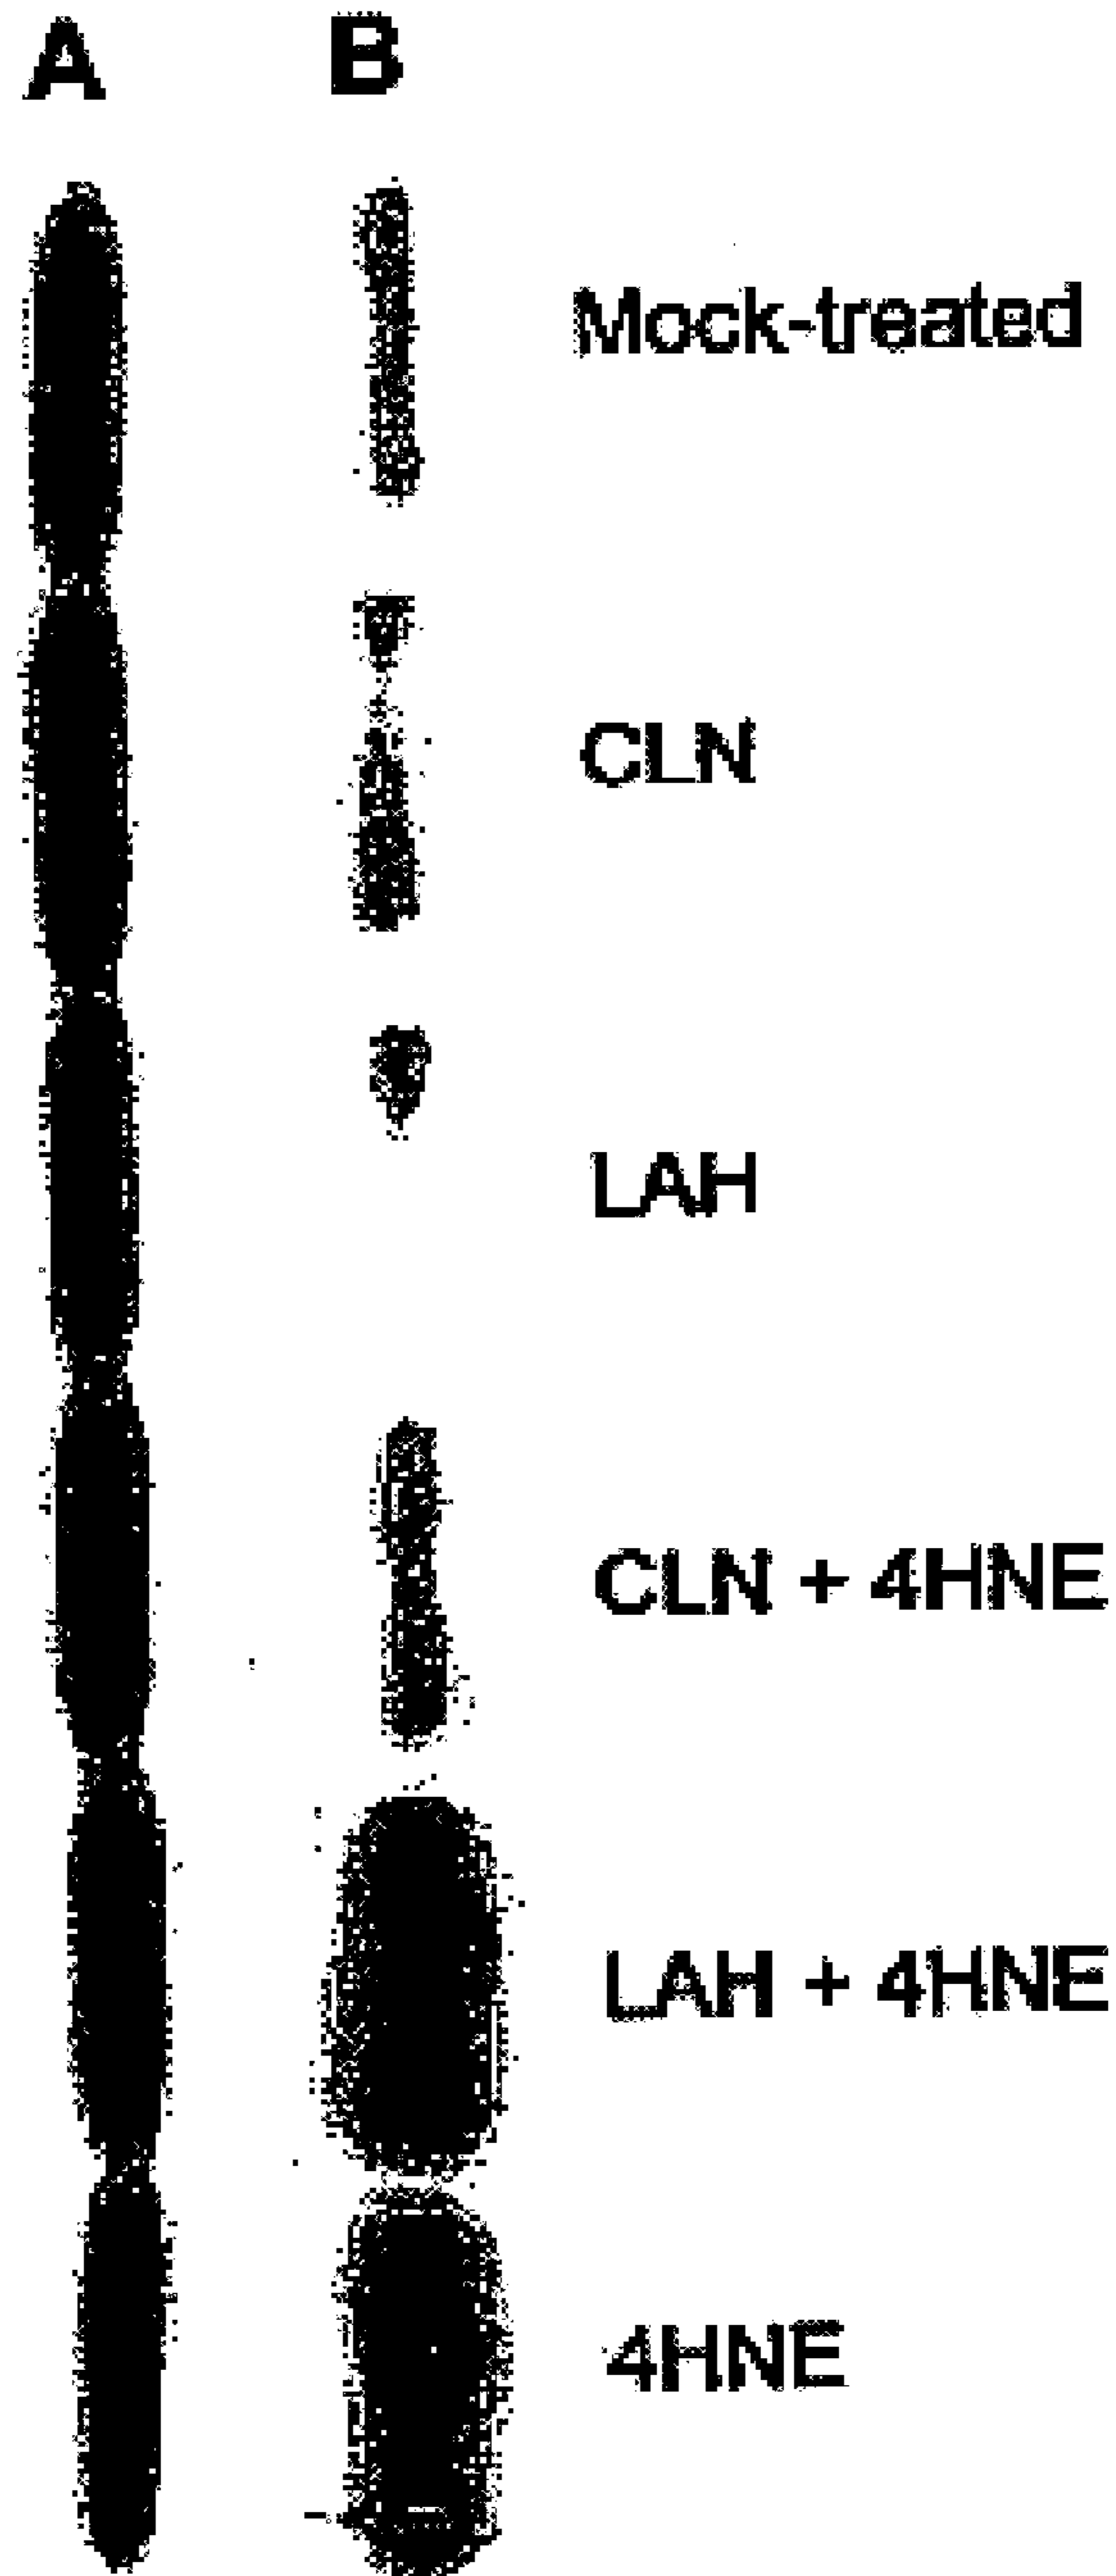 A B
Mock-treated
CLN
LAH
CLN + 4HNE
LAH + 4HNE
4HNE